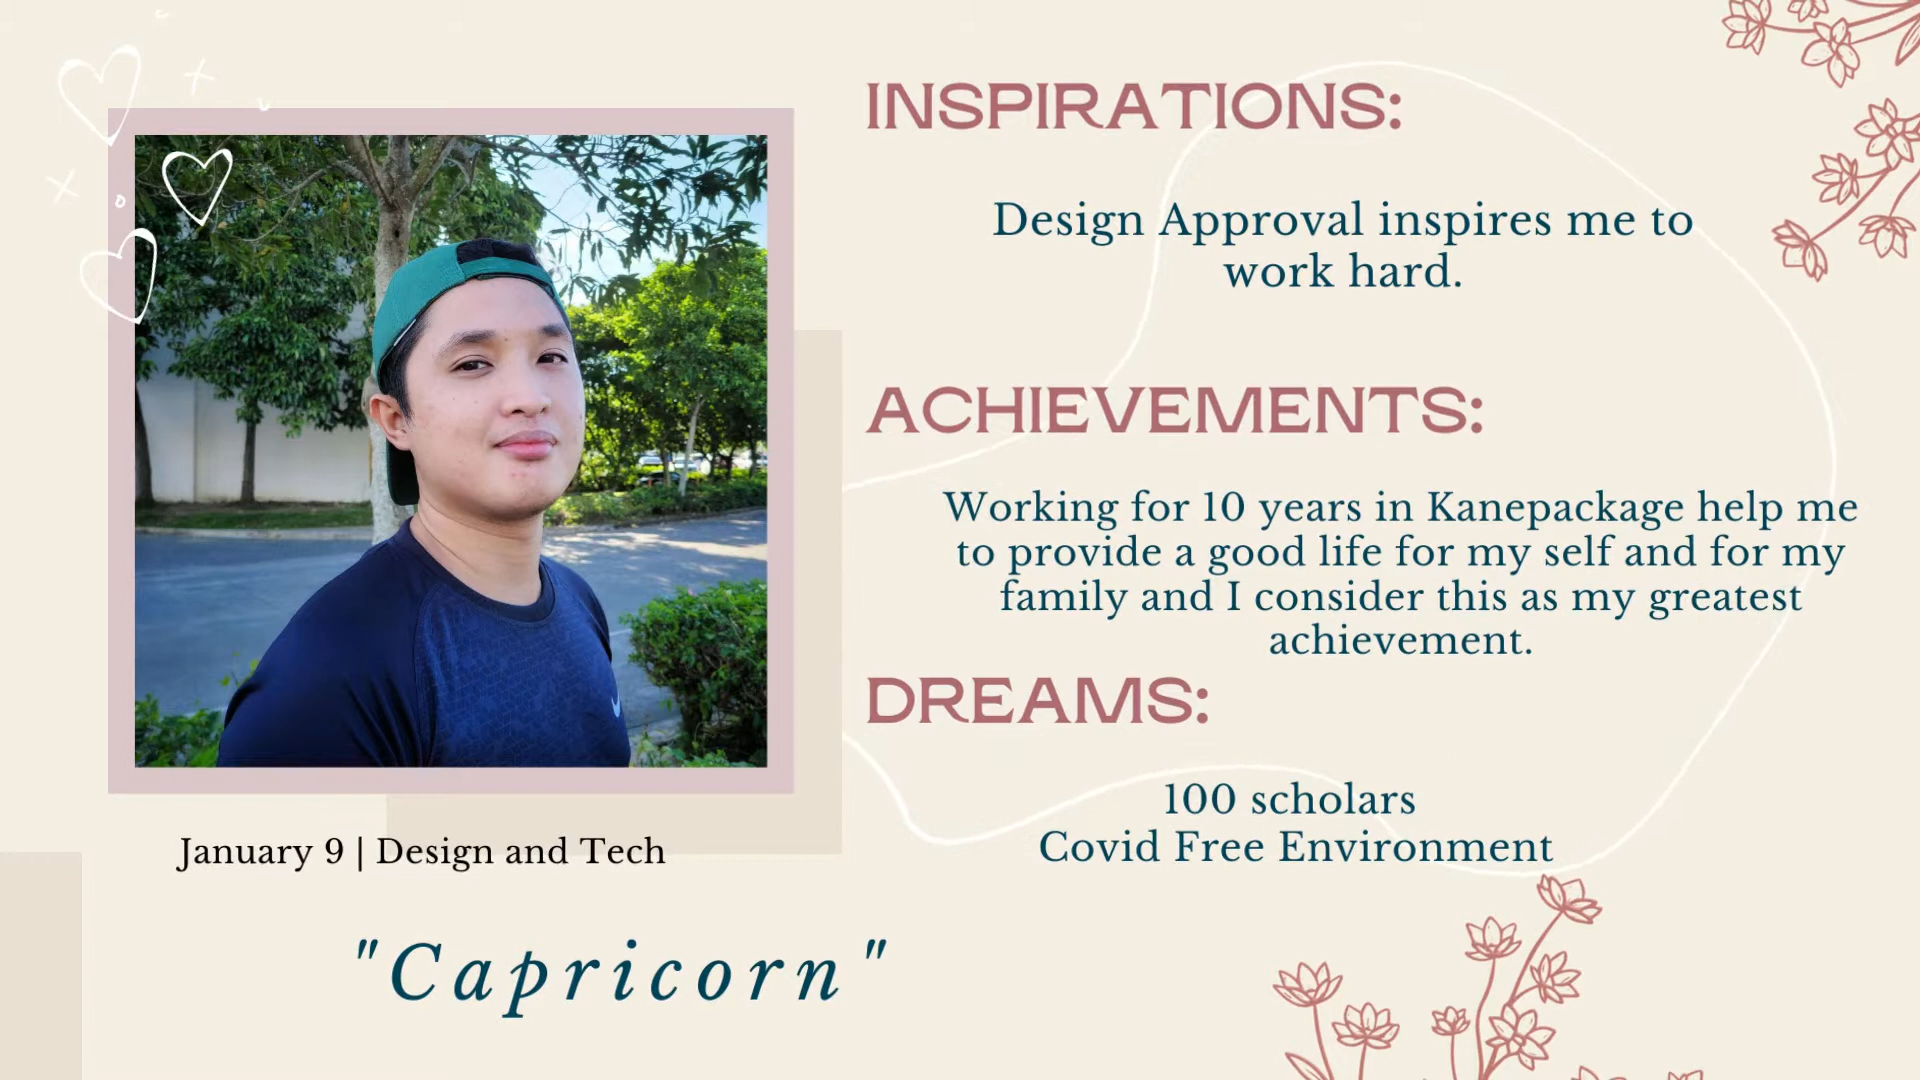 INSPIRATIONS:
Design Approval inspires me to
work hard.
ACHIEVEMENTS:
Working for 10 years in Kanepackage help me
to provide a good life for my self and for my
family and I consider this as my greatest
achievement.
DREAMS:
100 scholars
Covid Free Environment
January 9 | Design and Tech
"Capricorn"